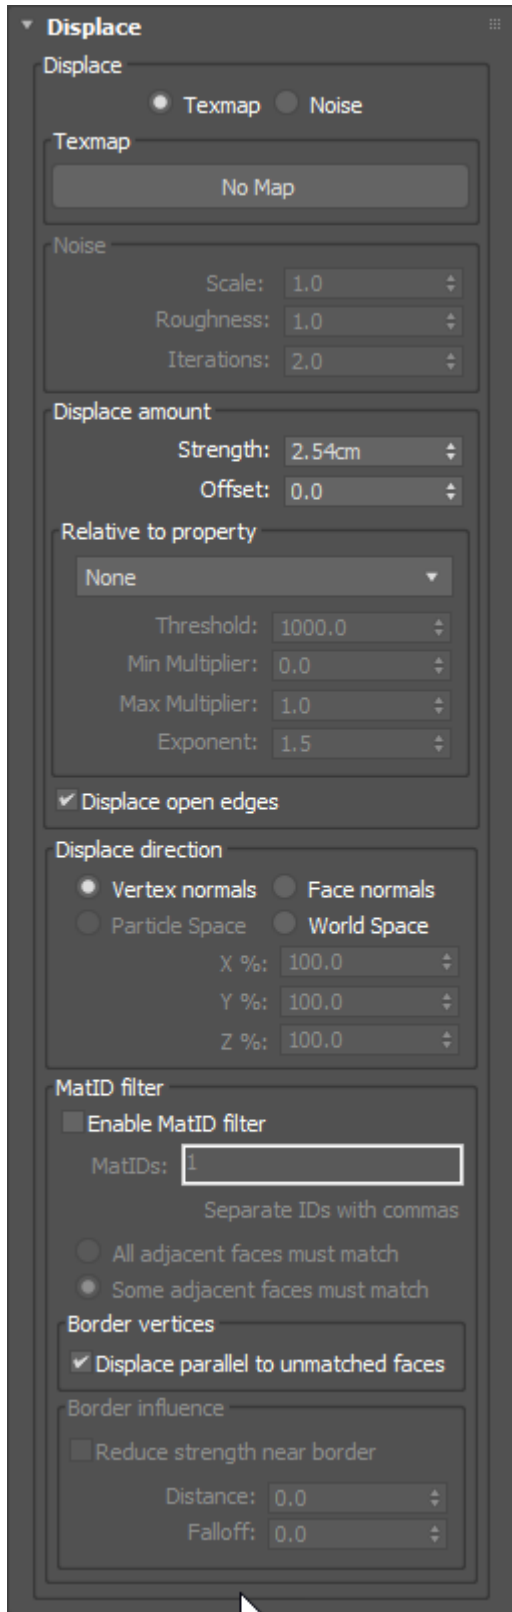 Displace
Displace
Texmap Noise
Texmap
No Map
Noise
Scale: 1.0
Roughness: 1.0
Iterations: 2.0
Displace amount
Strength: 2.54cm
Offset: 0.0
Relative to property
None
Threshold: 1000.0
Min Multiplier: 0.0
Max Multiplier: 1.0
Exponent: 1.5
Displace open edges
Displace direction
Vertex normals Face normals
Particle Space World Space
X %: 100.0
Y %: 100.0
Z %: 100.0
MatID filter
Enable MatID filter
MatIDs: 1
Separate IDs with commas
All adjacent faces must match
Some adjacent faces must match
Border vertices
Displace parallel to unmatched faces
Border influence
Reduce strength near border
Distance: 0.0
Falloff: 0.0